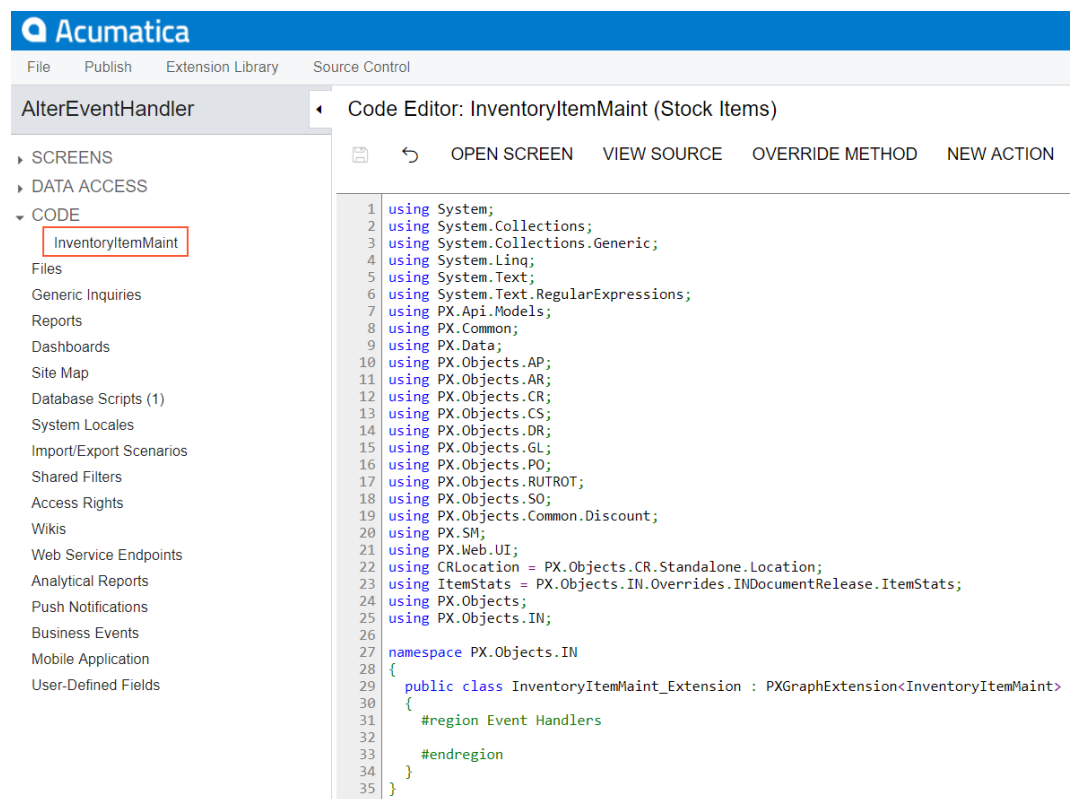 Acumatica
File Publish Extension Library Source Control
AlterEventHandler
SCREENS
DATA ACCESS
CODE
InventoryItemMaint
Files
Generic Inquiries
Reports
Dashboards
Site Map
Database Scripts (1)
System Locales
Import/Export Scenarios
Shared Filters
Access Rights
Wikis
Web Service Endpoints
Analytical Reports
Push Notifications
Business Events
Mobile Application
User-Defined Fields
Code Editor: InventoryItemMaint (Stock Items)
OPEN SCREEN VIEW SOURCE OVERRIDE METHOD NEW ACTION
1 using System;
2 using System.Collections;
3 using System.Collections.Generic;
4 using System.Linq;
5 using System.Text;
6 using System.Text.RegularExpressions;
7 using PX.Api.Models;
8 using PX.Common;
9 using PX.Data;
10 using PX.Objects.AP;
11 using PX.Objects.AR;
12 using PX.Objects.CR;
13 using PX.Objects.CS;
14 using PX.Objects.DR;
15 using PX.Objects.GL;
16 using PX.Objects.PO;
17 using PX.Objects.RUTROT;
18 using PX.Objects.SO;
19 using PX.Objects.Common.Discount;
20 using PX.SM;
21 using PX.Web.UI;
22 using CRLocation = PX.Objects.CR.Standalone.Location;
23 using ItemStats = PX.Objects.IN.Overrides.INDocumentRelease.ItemStats;
24 using PX.Objects;
25 using PX.Objects.IN;
26
27 namespace PX.Objects.IN
28 {
29 public class InventoryItemMaint_Extension : PXGraphExtension<InventoryItemMaint>
30 {
31 #region Event Handlers
32
33 #endregion
34 }
35 }